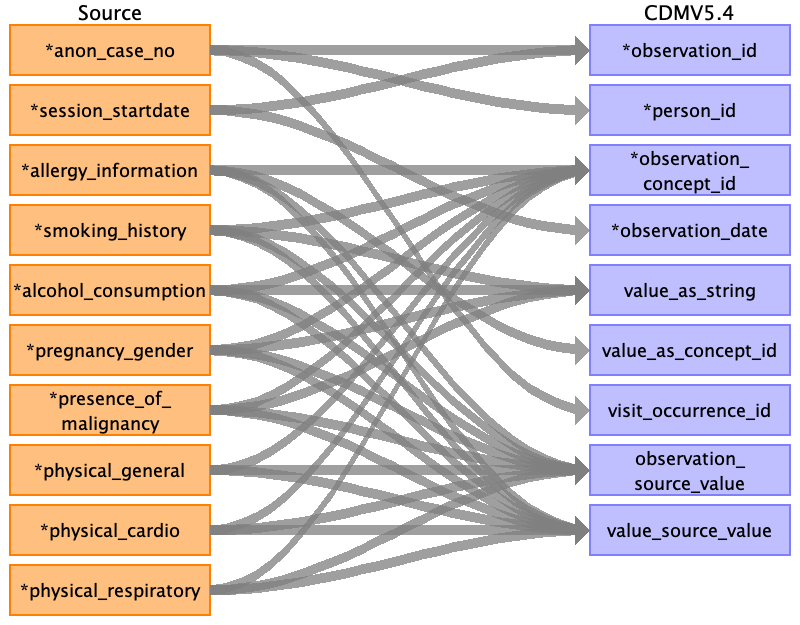 Source
*anon_case_no
*session_startdate
*allergy_information
*smoking_history
*alcohol_consumption
*pregnancy_gender
*presence_of_
malignancy
*physical_general
*physical_cardio
*physical_respiratory
CDMV5.4
*observation_id
*person_id
*observation_
concept_id
*observation_date
value_as_string
value_as_concept_id
visit_occurrence_id
observation_
source_value
value_source_value